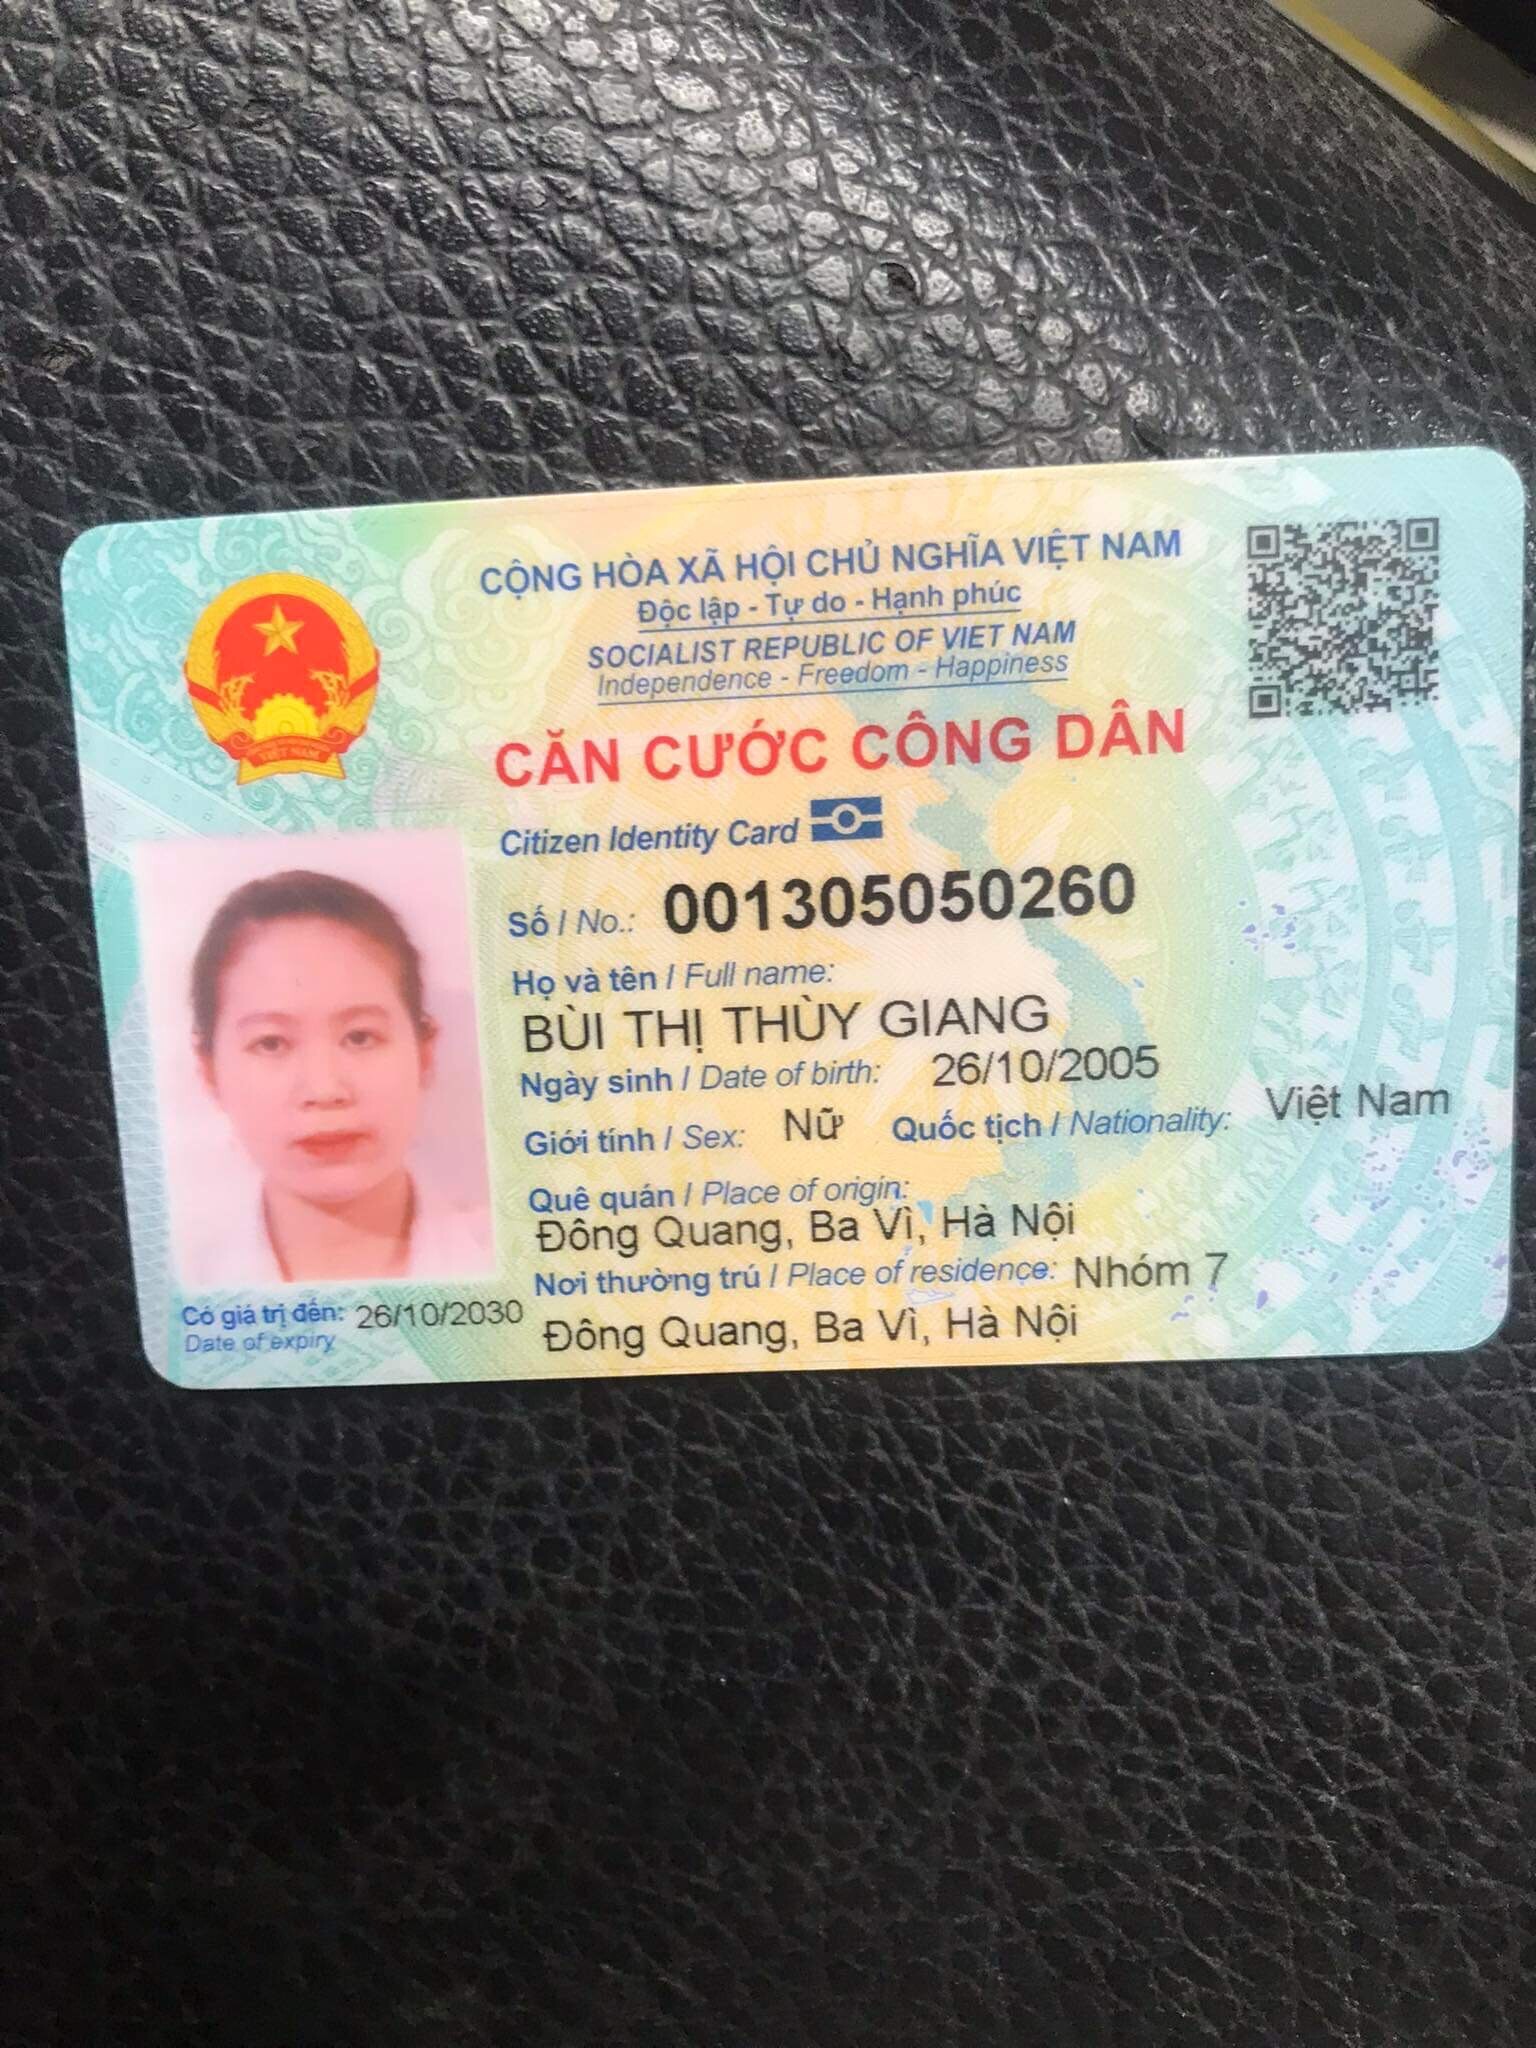 CỘNG HÒA XÃ HỘI CHỦ NGHĨA VIỆT NAM
Độc lập - Tự do - Hạnh phúc
SOCIALIST REPUBLIC OF VIET NAM
Independence - Freedom - Happiness
CĂN CƯỚC CÔNG DÂN
Citizen Identity Card
Số / No.: 001305050260
Họ và tên / Full name:
BÙI THỊ THÙY GIANG
Ngày sinh / Date of birth: 26/10/2005
Giới tính / Sex: Nữ Quốc tịch / Nationality: Việt Nam
Quê quán / Place of origin:
Đông Quang, Ba Vì, Hà Nội
Nơi thường trú / Place of residence: Nhóm 7
Đông Quang, Ba Vì, Hà Nội
Có giá trị đến: 26/10/2030
Date of expiry
VIỆT NAM